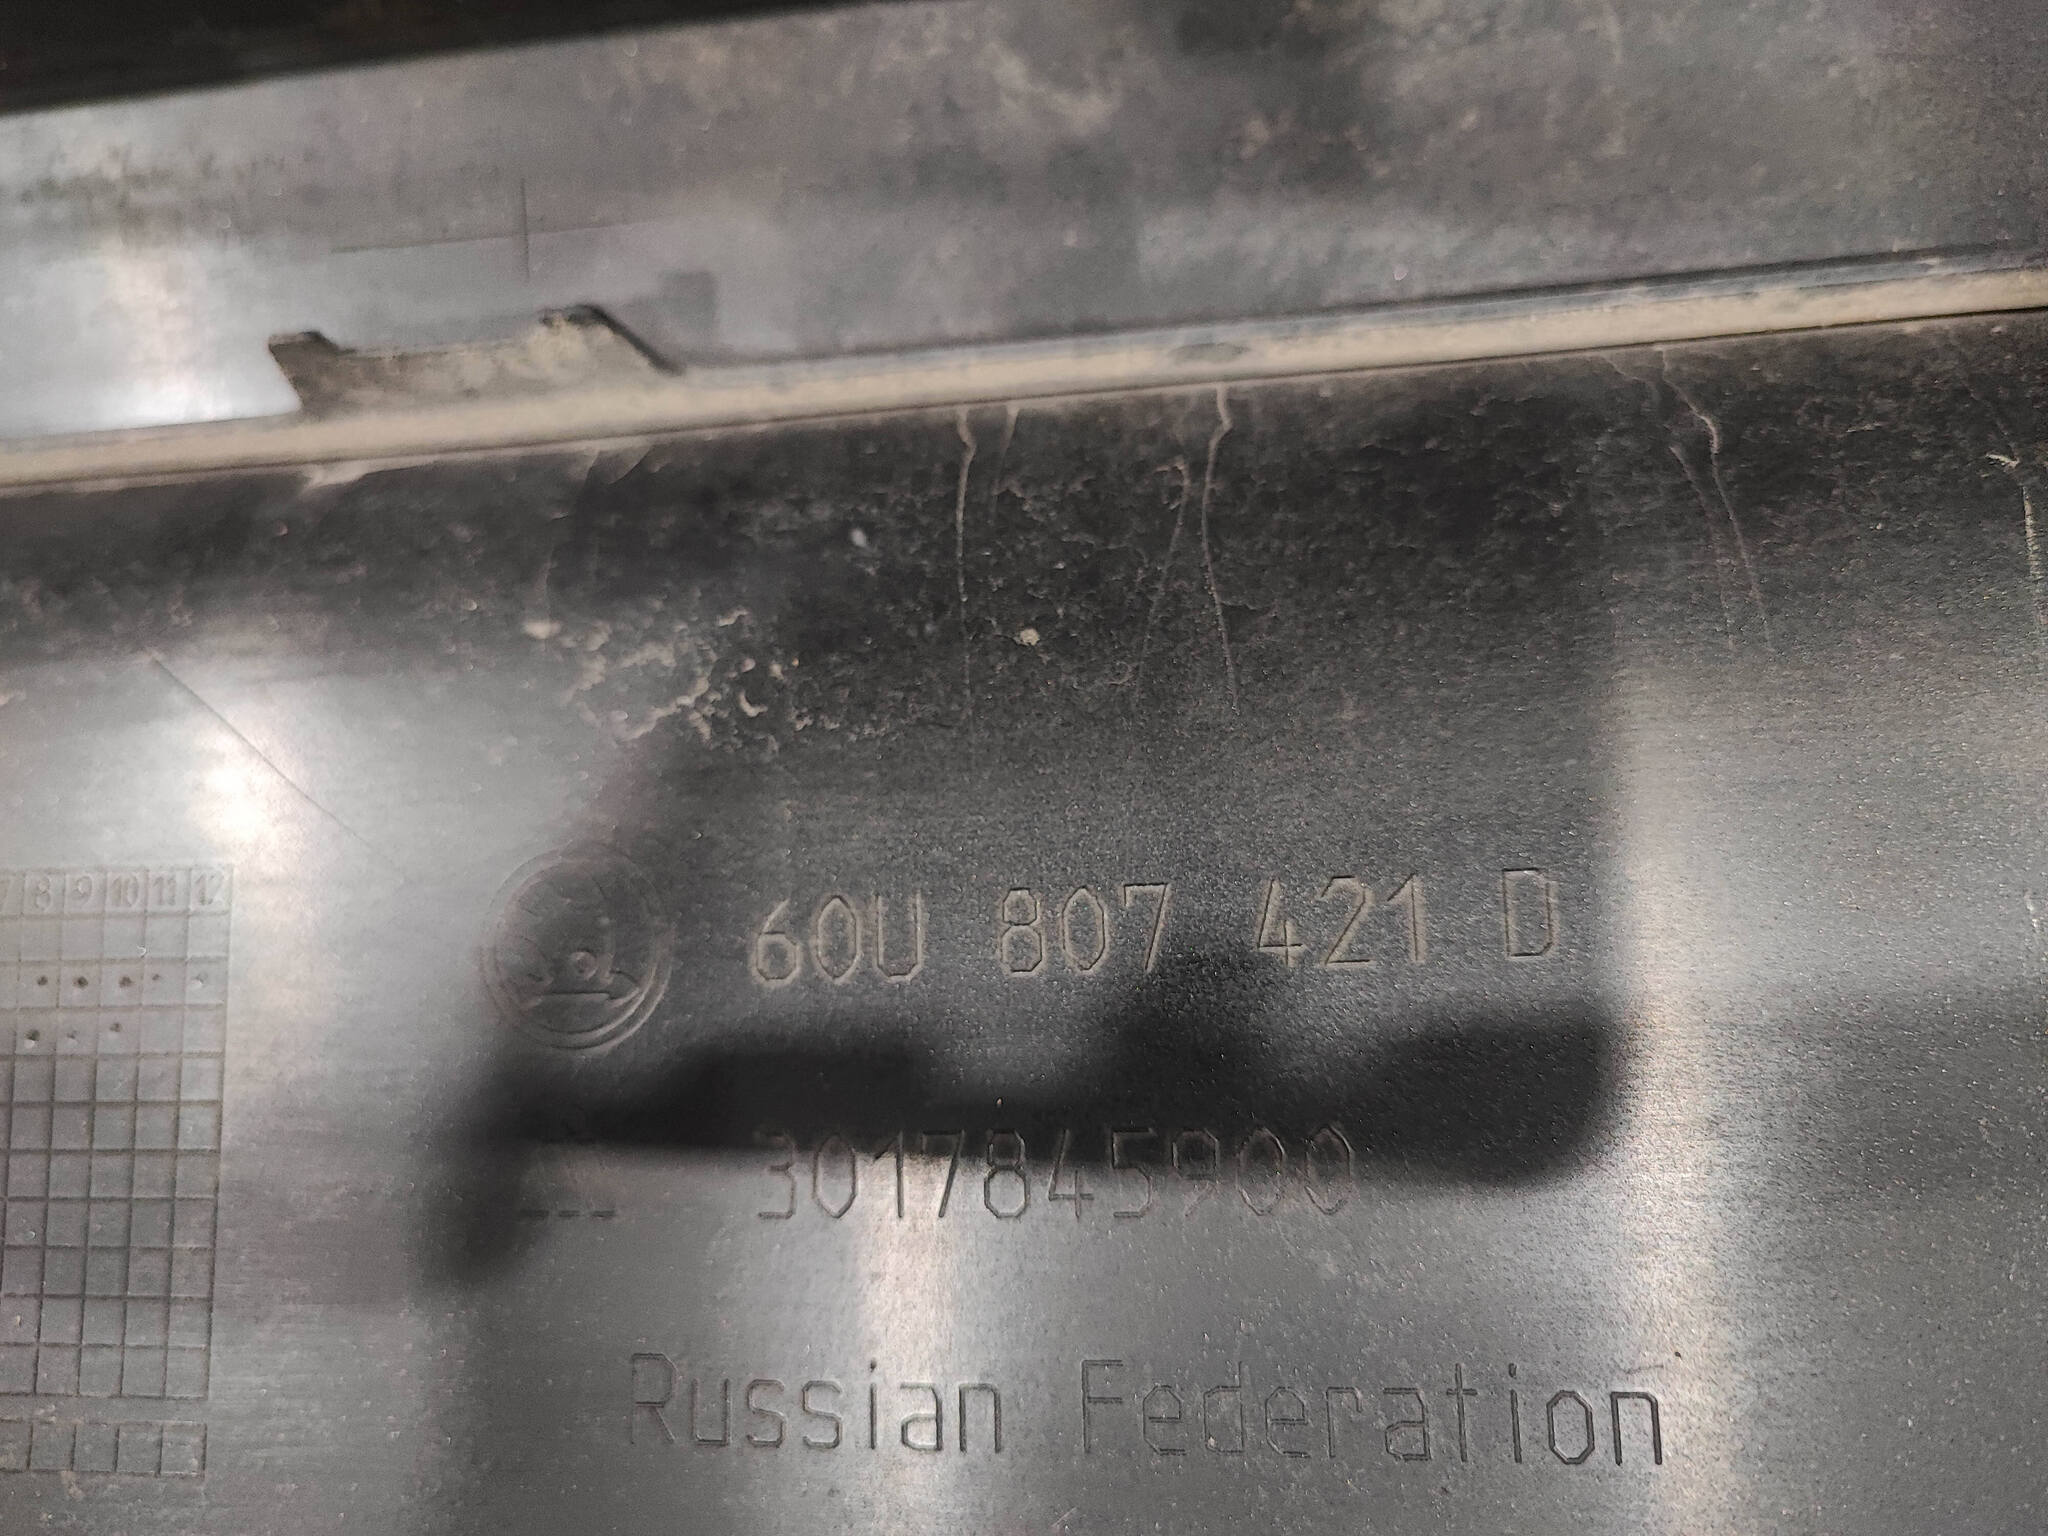 7 8 9 10 11 12
60U 807 421 D
3017845900
Russian Federation